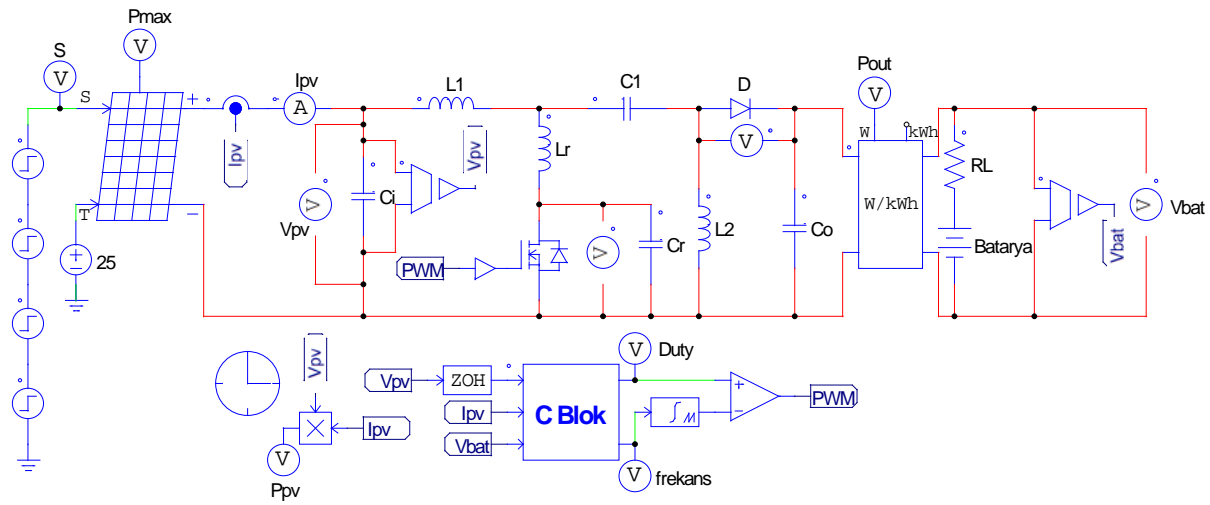 Pmax
V
S
V
S
+
T
−
25
Ipv
A
Ipv
L1
C1
D
V
Pout
V
W
kWh
W/kWh
RL
Vpv
V
Ci
Vpv
Lr
L2
Co
Cr
V
PWM
Batarya
Vbat
V
Vbat
Vpv
Ipv
V
Ppv
Vpv
ZOH
Ipv
Vbat
C Blok
V
Duty
V
frekans
M
+
−
PWM